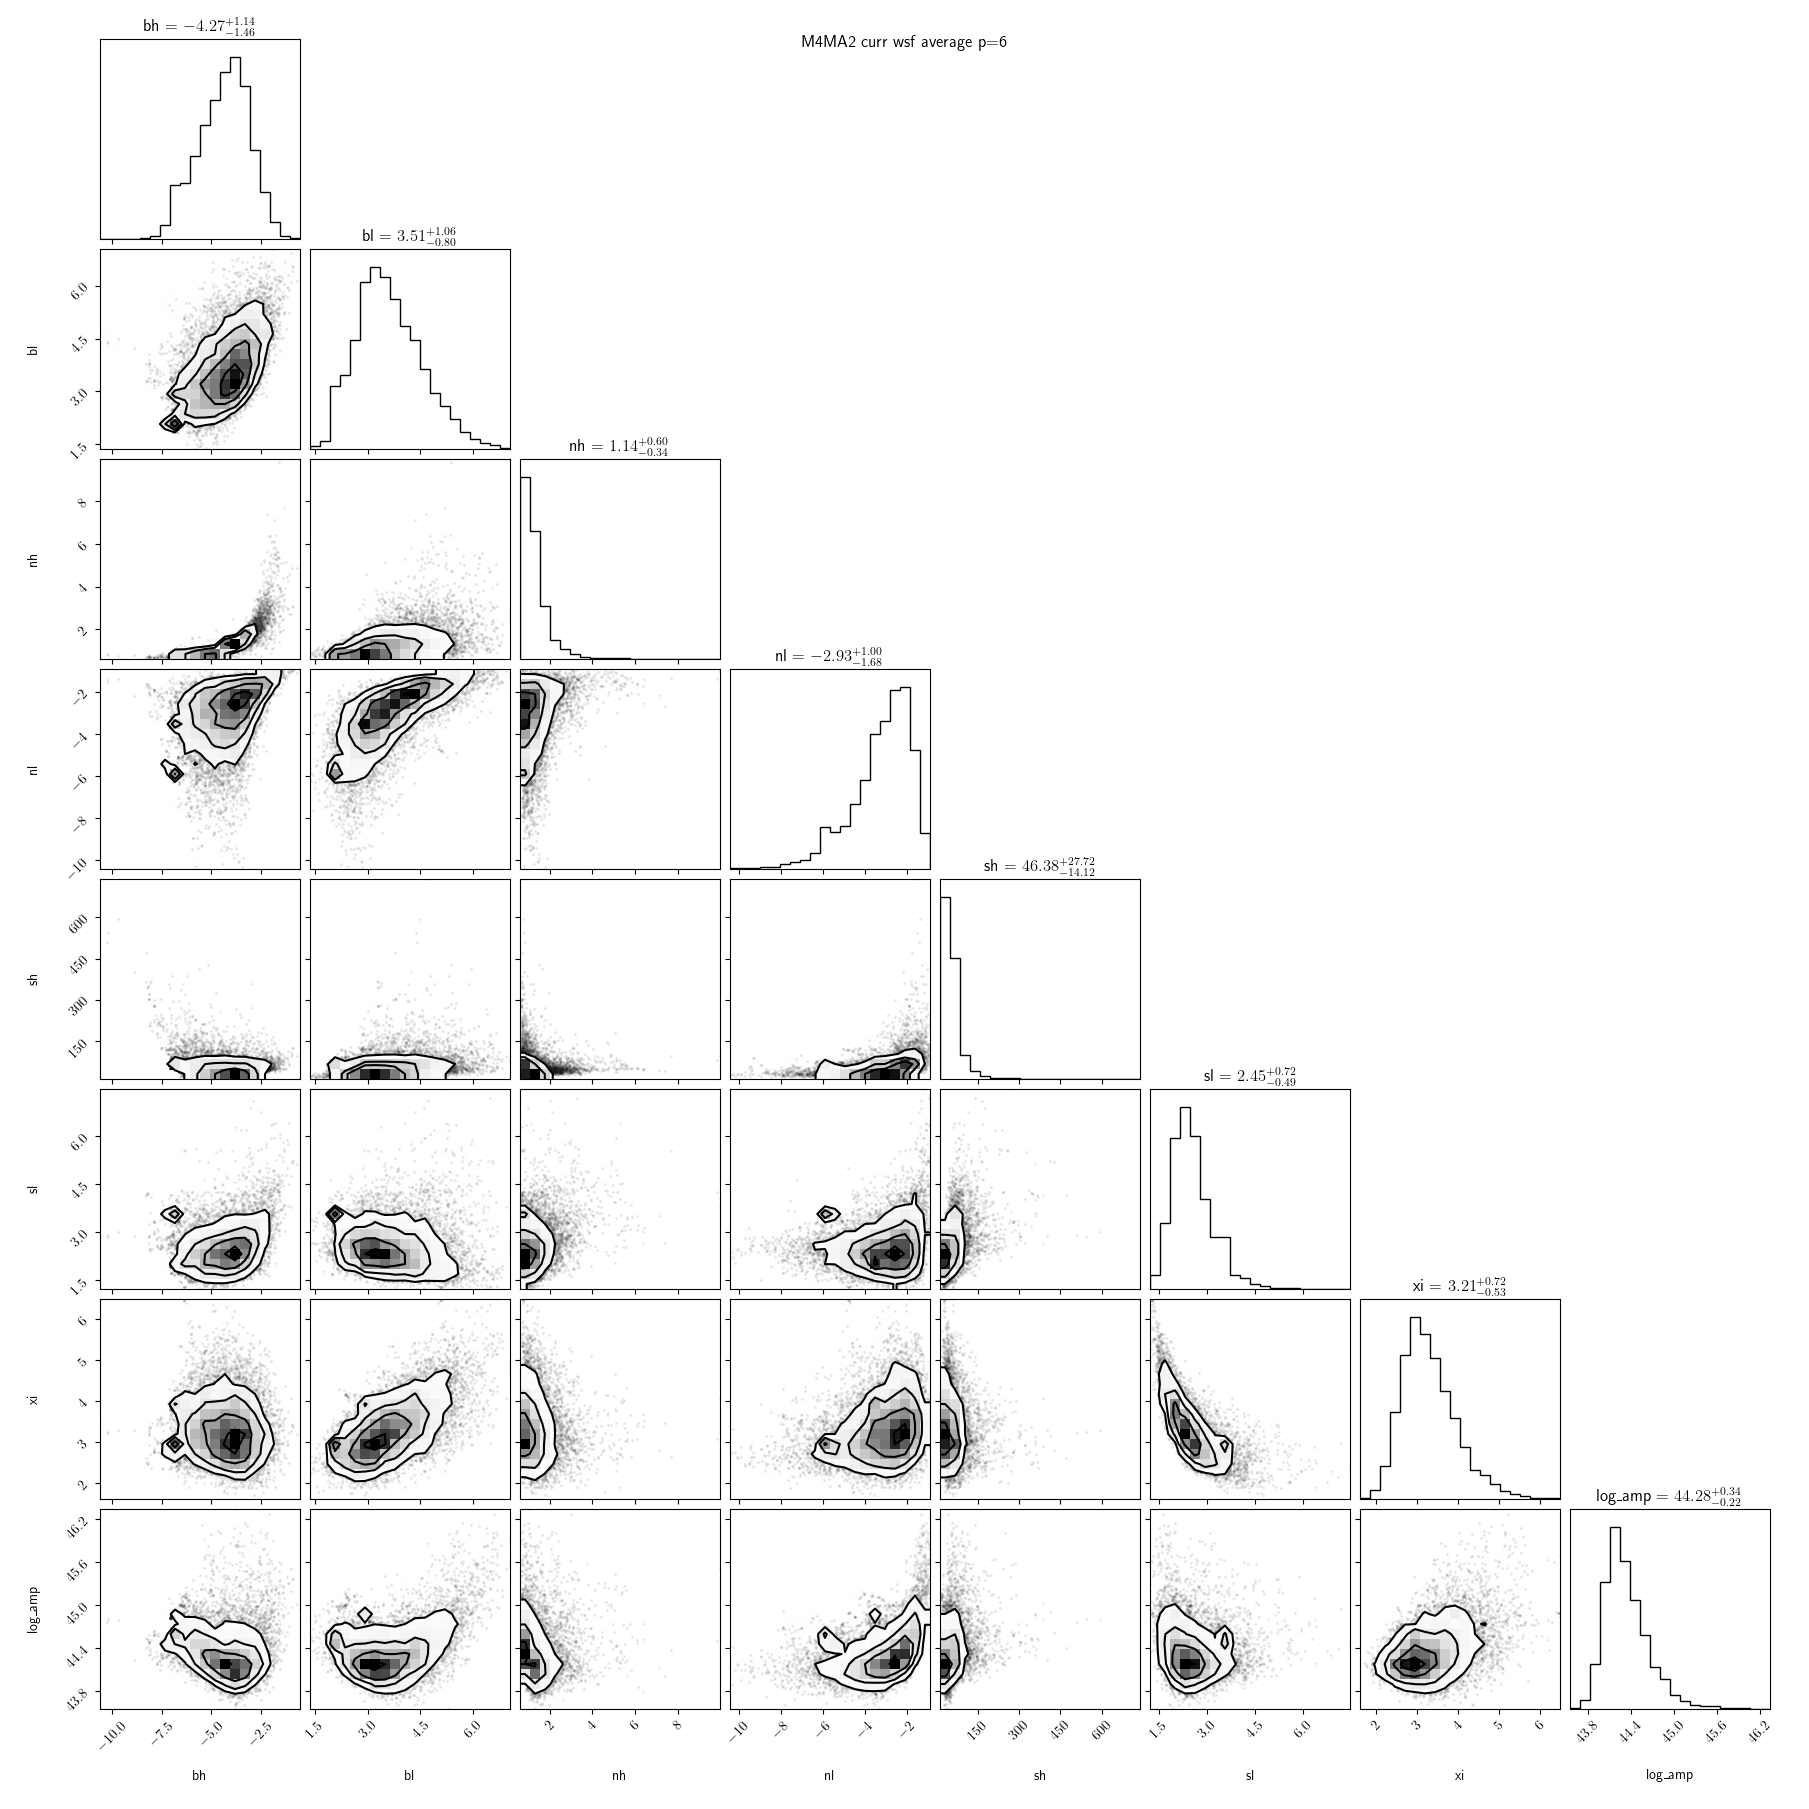 M4MA2 curr wsf average p=6
bh = −4.27 +1.14 −1.46
bl = 3.51 +1.06 −0.80
bl
6.0
4.5
3.0
1.5
nh = 1.14 +0.60 −0.34
nh
8
6
4
2
nl = −2.93 +1.00 −1.68
nl
−2
−4
−6
−8
−10
sh = 46.38 +27.72 −14.12
sh
600
450
300
150
sl = 2.45 +0.72 −0.49
sl
6.0
4.5
3.0
1.5
xi = 3.21 +0.72 −0.53
xi
6
5
4
3
2
log_amp = 44.28 +0.34 −0.22
log_amp
46.2
45.6
45.0
44.4
43.8
−10.0 −7.5 −5.0 −2.5 1.5 3.0 4.5 6.0 2 4 6 8 −10 −8 −6 −4 −2 150 300 450 600 1.5 3.0 4.5 6.0 2 3 4 5 6 43.8 44.4 45.0 45.6 46.2
bh bl nh nl sh sl xi log_amp